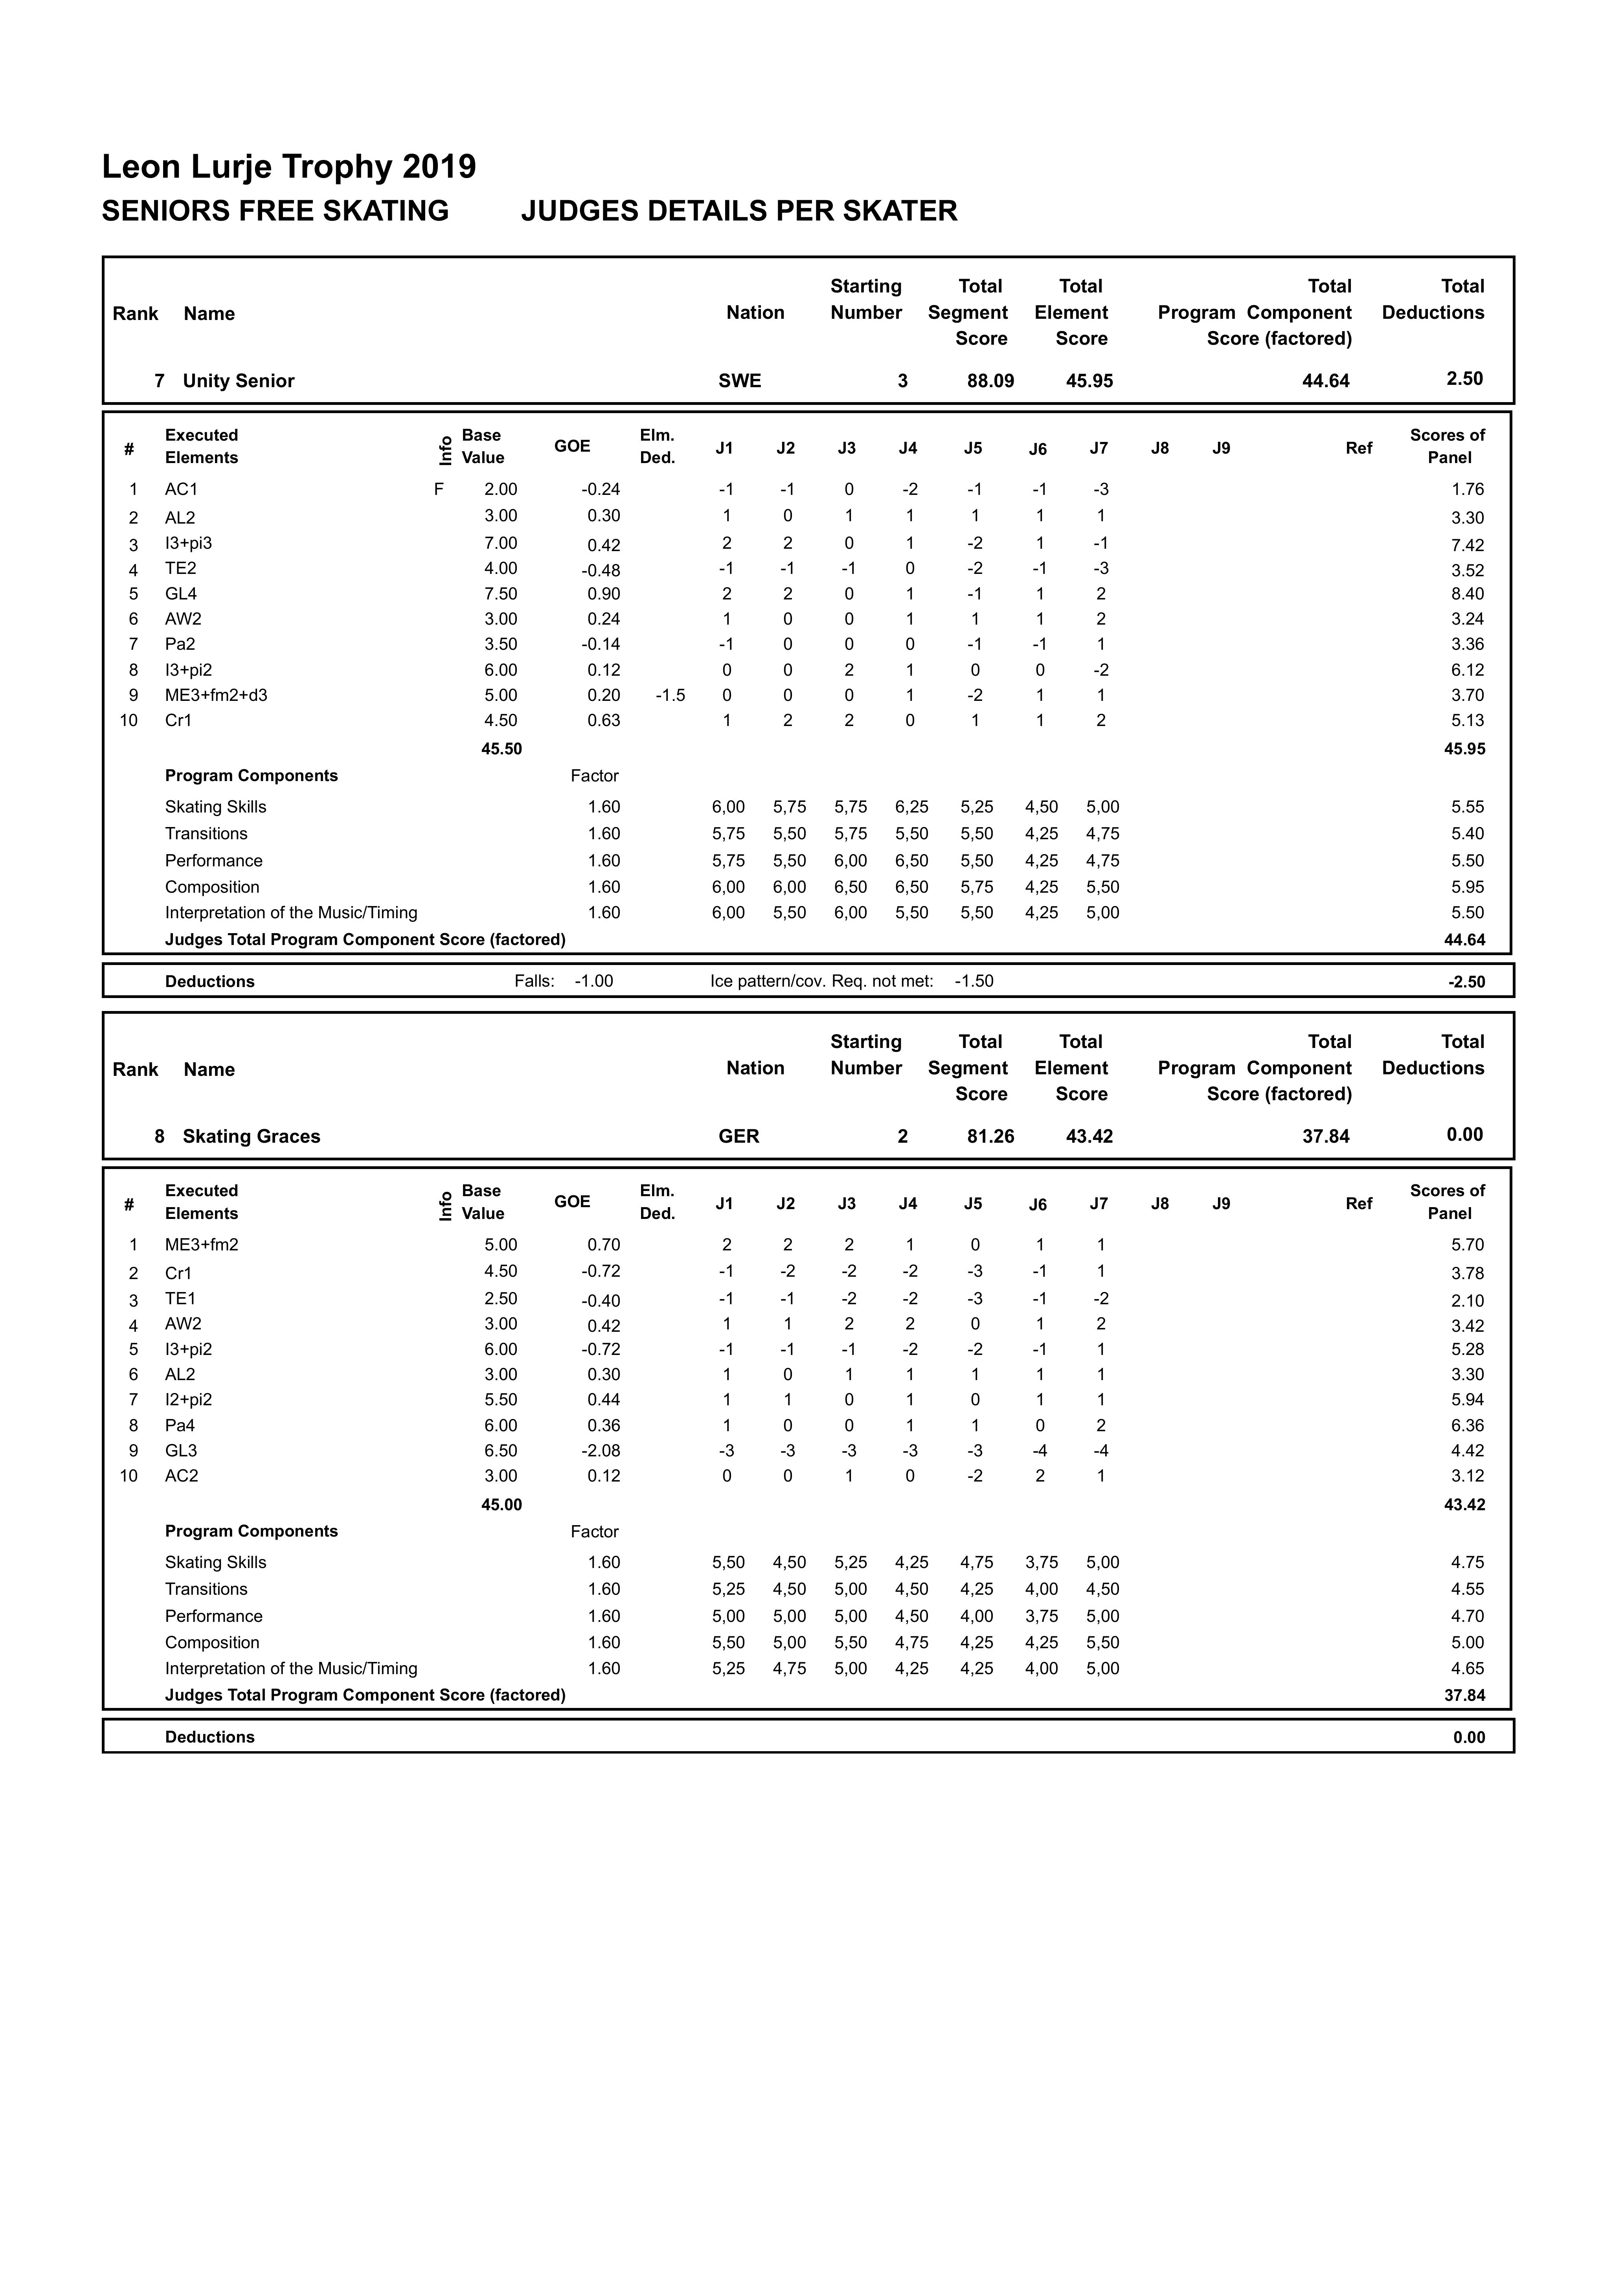 Leon Lurje Trophy 2019
SENIORS FREE SKATING JUDGES DETAILS PER SKATER
Rank Name Nation Starting Number Total Segment Score Total Element Score Total Program Component Score (factored) Total Deductions
7 Unity Senior SWE 3 88.09 45.95 44.64 2.50
# Executed Elements Info Base Value GOE Elm. Ded. J1 J2 J3 J4 J5 J6 J7 J8 J9 Ref Scores of Panel
1 AC1 F 2.00 -0.24 -1 -1 0 -2 -1 -1 -3 1.76
2 AL2 3.00 0.30 1 0 1 1 1 1 1 3.30
3 I3+pi3 7.00 0.42 2 2 0 1 -2 1 -1 7.42
4 TE2 4.00 -0.48 -1 -1 -1 0 -2 -1 -3 3.52
5 GL4 7.50 0.90 2 2 0 1 -1 1 2 8.40
6 AW2 3.00 0.24 1 0 0 1 1 1 2 3.24
7 Pa2 3.50 -0.14 -1 0 0 0 -1 -1 1 3.36
8 I3+pi2 6.00 0.12 0 0 2 1 0 0 -2 6.12
9 ME3+fm2+d3 5.00 0.20 -1.5 0 0 0 1 -2 1 1 3.70
10 Cr1 4.50 0.63 1 2 2 0 1 1 2 5.13
45.50 45.95
Program Components Factor
Skating Skills 1.60 6,00 5,75 5,75 6,25 5,25 4,50 5,00 5.55
Transitions 1.60 5,75 5,50 5,75 5,50 5,50 4,25 4,75 5.40
Performance 1.60 5,75 5,50 6,00 6,50 5,50 4,25 4,75 5.50
Composition 1.60 6,00 6,00 6,50 6,50 5,75 4,25 5,50 5.95
Interpretation of the Music/Timing 1.60 6,00 5,50 6,00 5,50 5,50 4,25 5,00 5.50
Judges Total Program Component Score (factored) 44.64
Deductions Falls: -1.00 Ice pattern/cov. Req. not met: -1.50 -2.50
Rank Name Nation Starting Number Total Segment Score Total Element Score Total Program Component Score (factored) Total Deductions
8 Skating Graces GER 2 81.26 43.42 37.84 0.00
# Executed Elements Info Base Value GOE Elm. Ded. J1 J2 J3 J4 J5 J6 J7 J8 J9 Ref Scores of Panel
1 ME3+fm2 5.00 0.70 2 2 2 1 0 1 1 5.70
2 Cr1 4.50 -0.72 -1 -2 -2 -2 -3 -1 1 3.78
3 TE1 2.50 -0.40 -1 -1 -2 -2 -3 -1 -2 2.10
4 AW2 3.00 0.42 1 1 2 2 0 1 2 3.42
5 I3+pi2 6.00 -0.72 -1 -1 -1 -2 -2 -1 1 5.28
6 AL2 3.00 0.30 1 0 1 1 1 1 1 3.30
7 I2+pi2 5.50 0.44 1 1 0 1 0 1 1 5.94
8 Pa4 6.00 0.36 1 0 0 1 1 0 2 6.36
9 GL3 6.50 -2.08 -3 -3 -3 -3 -3 -4 -4 4.42
10 AC2 3.00 0.12 0 0 1 0 -2 2 1 3.12
45.00 43.42
Program Components Factor
Skating Skills 1.60 5,50 4,50 5,25 4,25 4,75 3,75 5,00 4.75
Transitions 1.60 5,25 4,50 5,00 4,50 4,25 4,00 4,50 4.55
Performance 1.60 5,00 5,00 5,00 4,50 4,00 3,75 5,00 4.70
Composition 1.60 5,50 5,00 5,50 4,75 4,25 4,25 5,50 5.00
Interpretation of the Music/Timing 1.60 5,25 4,75 5,00 4,25 4,25 4,00 5,00 4.65
Judges Total Program Component Score (factored) 37.84
Deductions 0.00